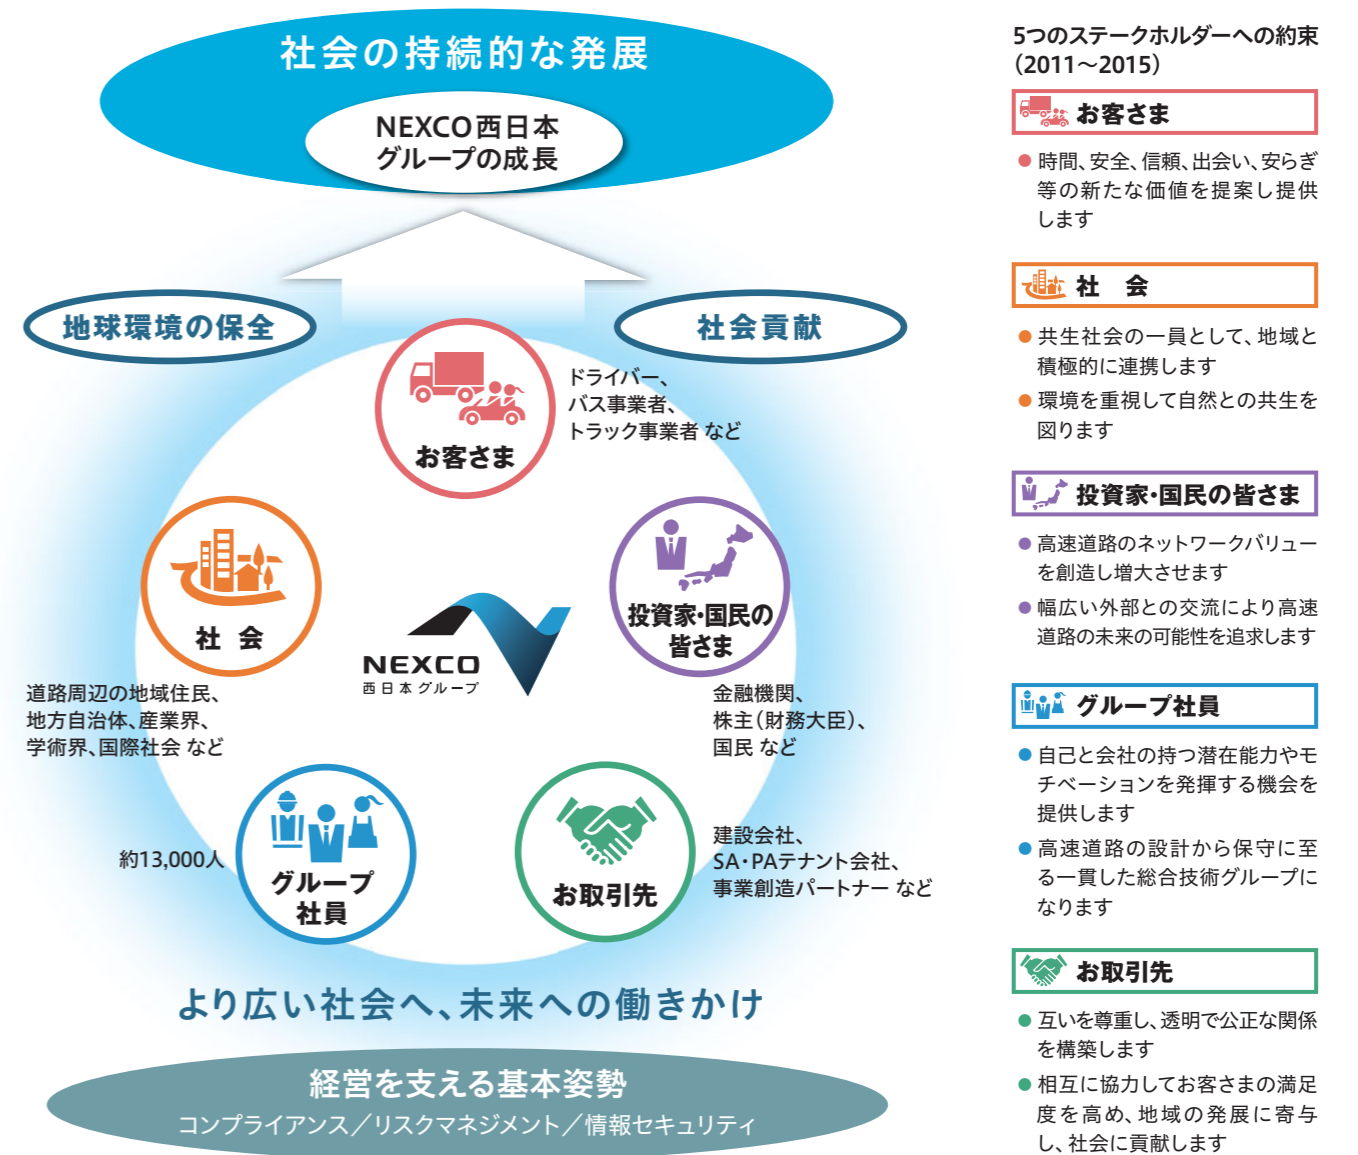 社会の持続的な発展
NEXCO西日本
グループの成長
地球環境の保全
社会貢献
お客さま
ドライバー、
バス事業者、
トラック事業者 など
社 会
道路周辺の地域住民、
地方自治体、産業界、
学術界、国際社会 など
投資家・国民の
皆さま
金融機関、
株主（財務大臣）、
国民 など
NEXCO
西日本グループ
グループ
社員
約13,000人
お取引先
建設会社、
SA・PAテナント会社、
事業創造パートナー など
より広い社会へ、未来への働きかけ
経営を支える基本姿勢
コンプライアンス／リスクマネジメント／情報セキュリティ
5つのステークホルダーへの約束
（2011～2015）
お客さま
● 時間、安全、信頼、出会い、安らぎ
等の新たな価値を提案し提供
します
社 会
● 共生社会の一員として、地域と
積極的に連携します
● 環境を重視して自然との共生を
図ります
投資家・国民の皆さま
● 高速道路のネットワークバリュー
を創造し増大させます
● 幅広い外部との交流により高速
道路の未来の可能性を追求します
グループ社員
● 自己と会社の持つ潜在能力やモ
チベーションを発揮する機会を
提供します
● 高速道路の設計から保守に至
る一貫した総合技術グループに
なります
お取引先
● 互いを尊重し、透明で公正な関係
を構築します
● 相互に協力してお客さまの満足
度を高め、地域の発展に寄与
し、社会に貢献します